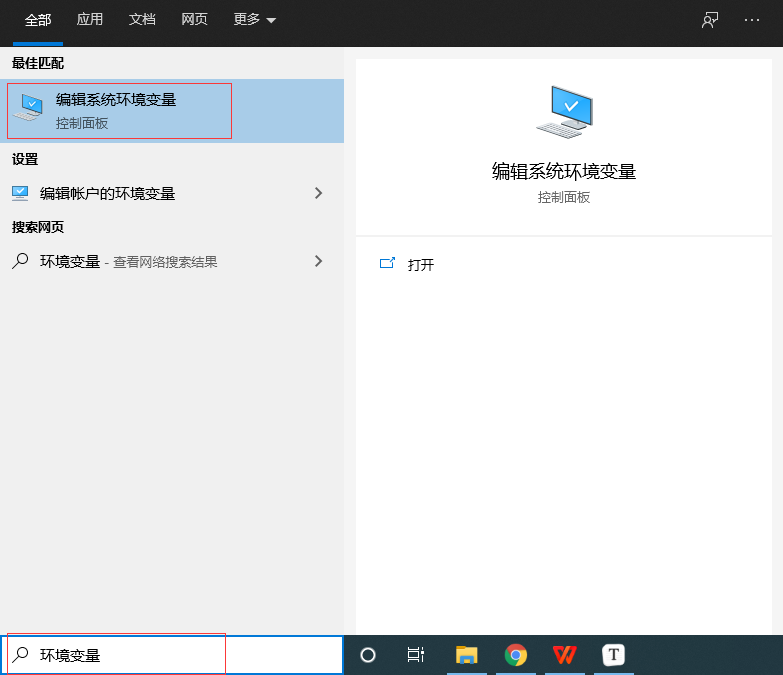 全部 应用 文档 网页 更多
最佳匹配
编辑系统环境变量
控制面板
设置
编辑帐户的环境变量
搜索网页
环境变量 - 查看网络搜索结果
编辑系统环境变量
控制面板
打开
环境变量
T